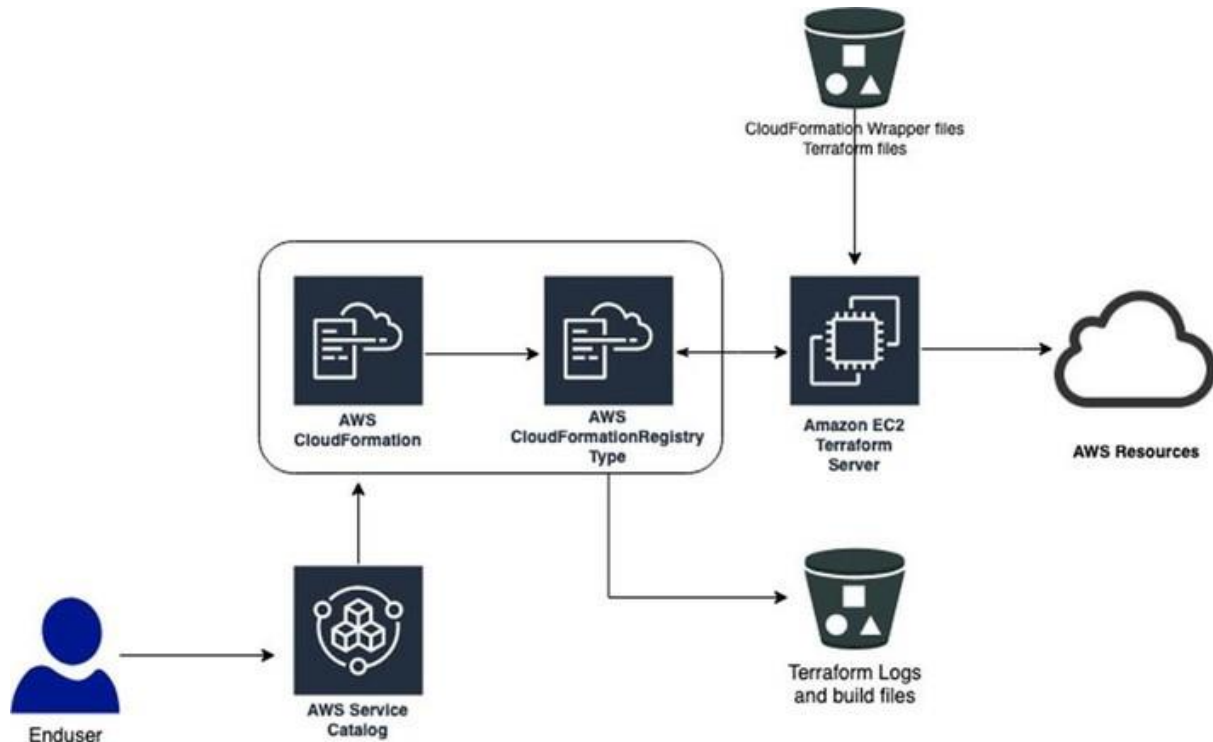 CloudFormation Wrapper files
Terraform files
AWS
CloudFormation
AWS
CloudFormationRegistry
Type
Amazon EC2
Terraform
Server
AWS Resources
Terraform Logs
and build files
AWS Service
Catalog
Enduser